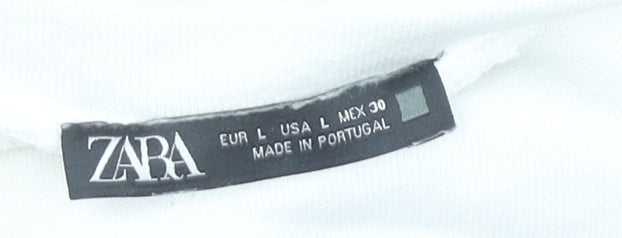 ZARA
EUR L USA L MEX 30
MADE IN PORTUGAL